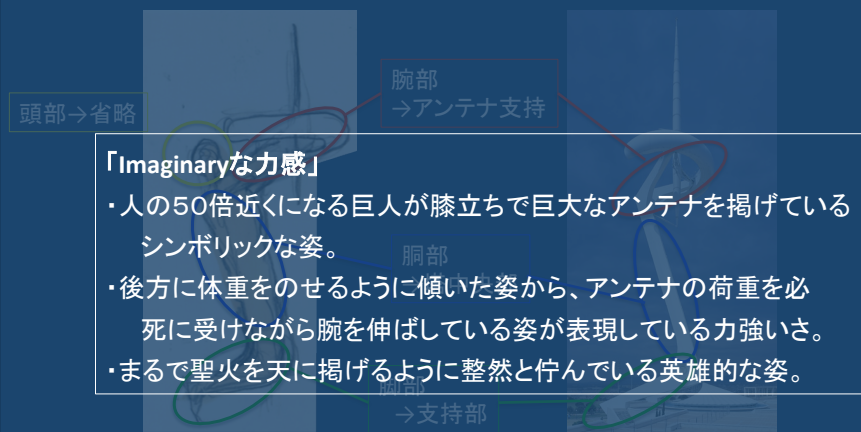 腕部
→アンテナ支持
頭部→省略
「Imaginaryな力感」
・人の50倍近くになる巨人が膝立ちで巨大なアンテナを掲げている
シンボリックな姿。
胴部
・後方に体重をのせるように傾いた姿から、アンテナの荷重を必
死に受けながら腕を伸ばしている姿が表現している力強いさ。
・まるで聖火を天に掲げるように整然と佇んでいる英雄的な姿。
脚部
→支持部